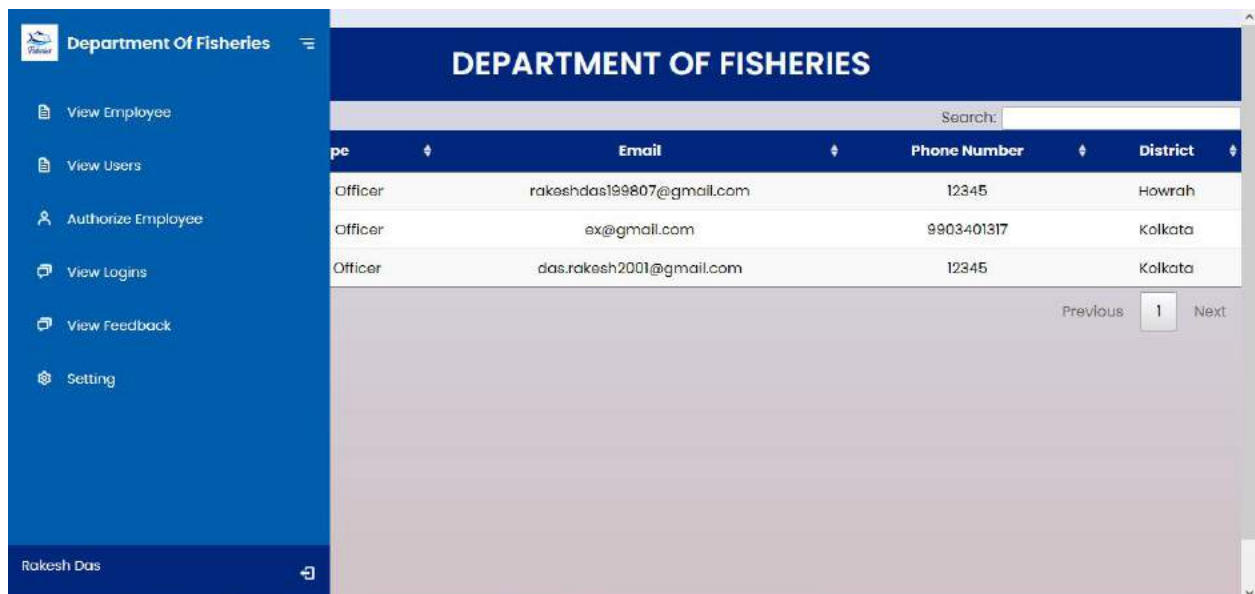 Department Of Fisheries
DEPARTMENT OF FISHERIES
View Employee
View Users
Authorize Employee
View Logins
View Feedback
Setting
Rakesh Das
Search:
pe Email Phone Number District
Officer rakeshdas199807@gmail.com 12345 Howrah
Officer ex@gmail.com 9903401317 Kolkata
Officer das.rakesh2001@gmail.com 12345 Kolkata
Previous 1 Next